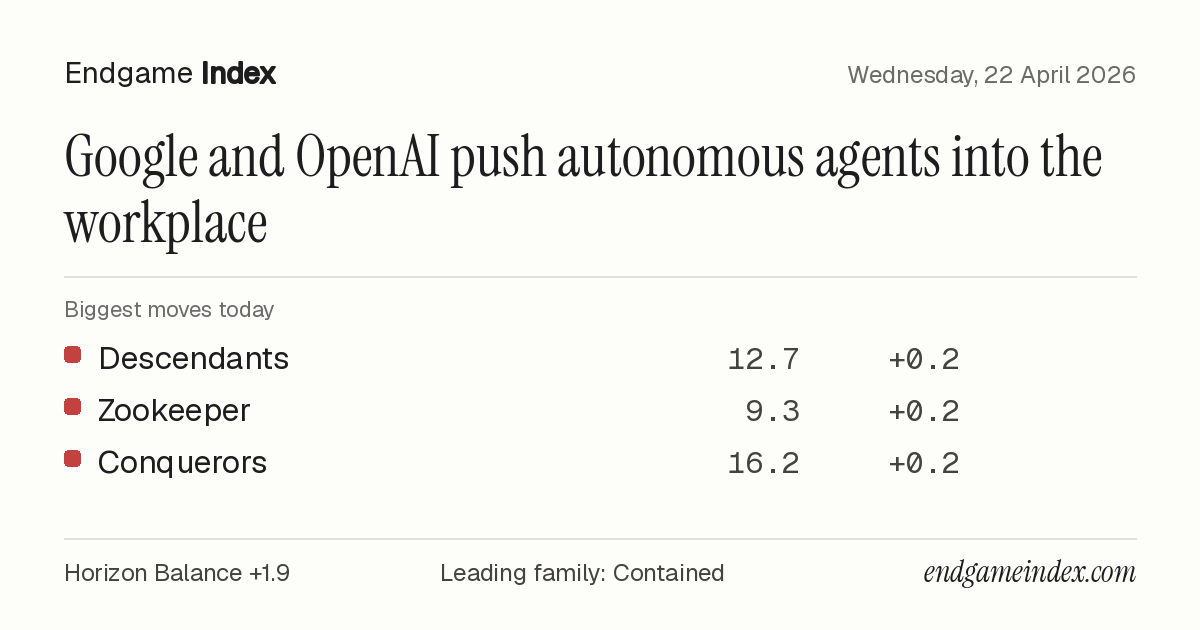 Endgame Index
Wednesday, 22 April 2026
Google and OpenAI push autonomous agents into the
workplace
Biggest moves today
Descendants 12.7 +0.2
Zookeeper 9.3 +0.2
Conquerors 16.2 +0.2
Horizon Balance +1.9
Leading family: Contained
endgameindex.com